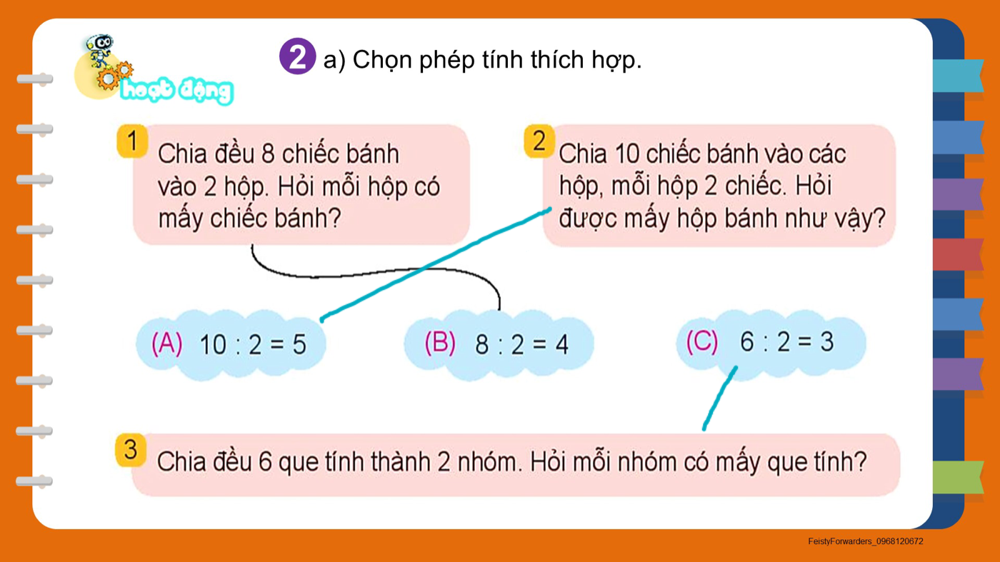 2 a) Chọn phép tính thích hợp.
hoạt động
1
Chia đều 8 chiếc bánh
vào 2 hộp. Hỏi mỗi hộp có
mấy chiếc bánh?
2
Chia 10 chiếc bánh vào các
hộp, mỗi hộp 2 chiếc. Hỏi
được mấy hộp bánh như vậy?
(A) 10 : 2 = 5
(B) 8 : 2 = 4
(C) 6 : 2 = 3
3
Chia đều 6 que tính thành 2 nhóm. Hỏi mỗi nhóm có mấy que tính?
FeistyForwarders_0968120672